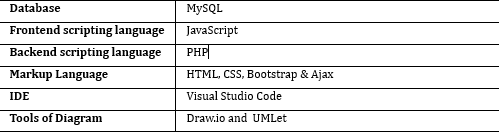 Database MySQL
Frontend scripting language JavaScript
Backend scripting language PHP
Markup Language HTML, CSS, Bootstrap & Ajax
IDE Visual Studio Code
Tools of Diagram Draw.io and UMLet